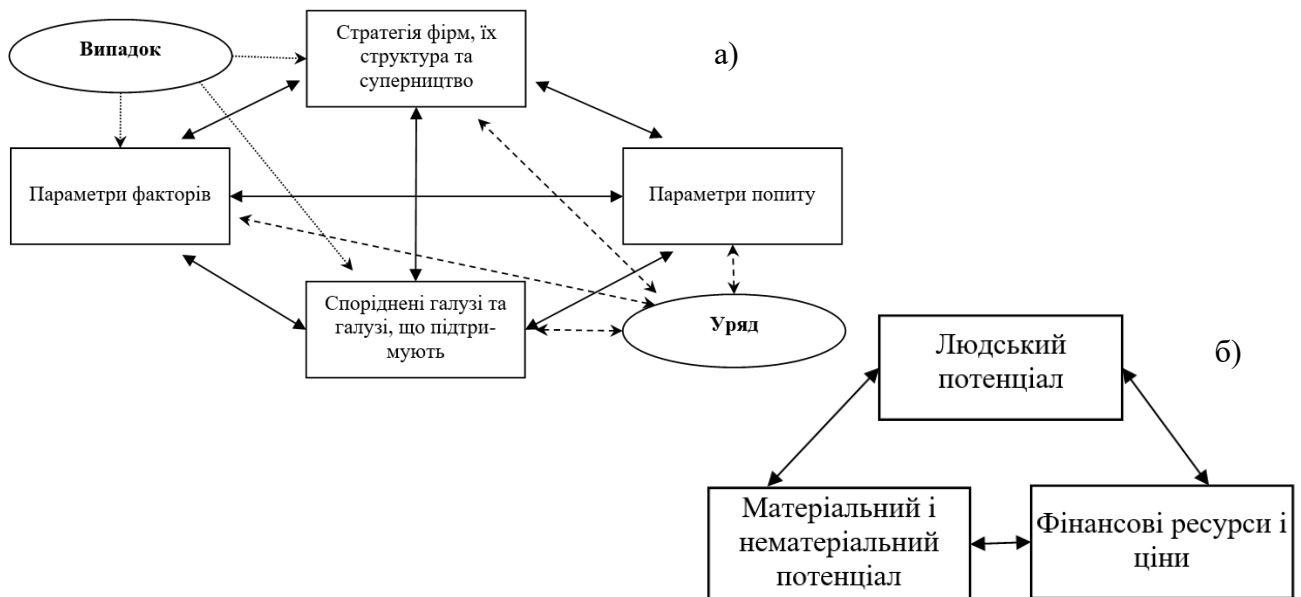 Випадок
Стратегія фірм, їх
структура та
суперництво
а)
Параметри факторів
Параметри попиту
Споріднені галузі та
галузі, що підтри-
мують
Уряд
Людський
потенціал
б)
Матеріальний і
нематеріальний
потенціал
Фінансові ресурси і
ціни